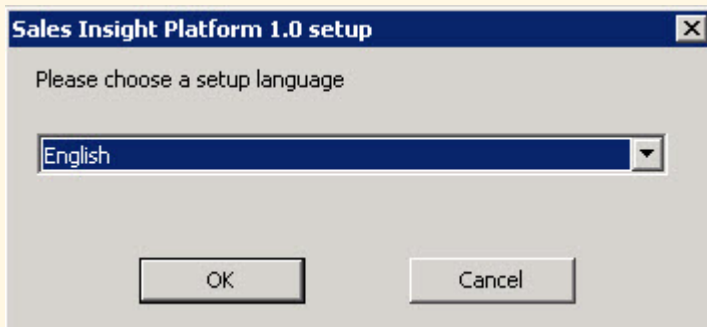 Sales Insight Platform 1.0 setup
Please choose a setup language
English
OK
Cancel